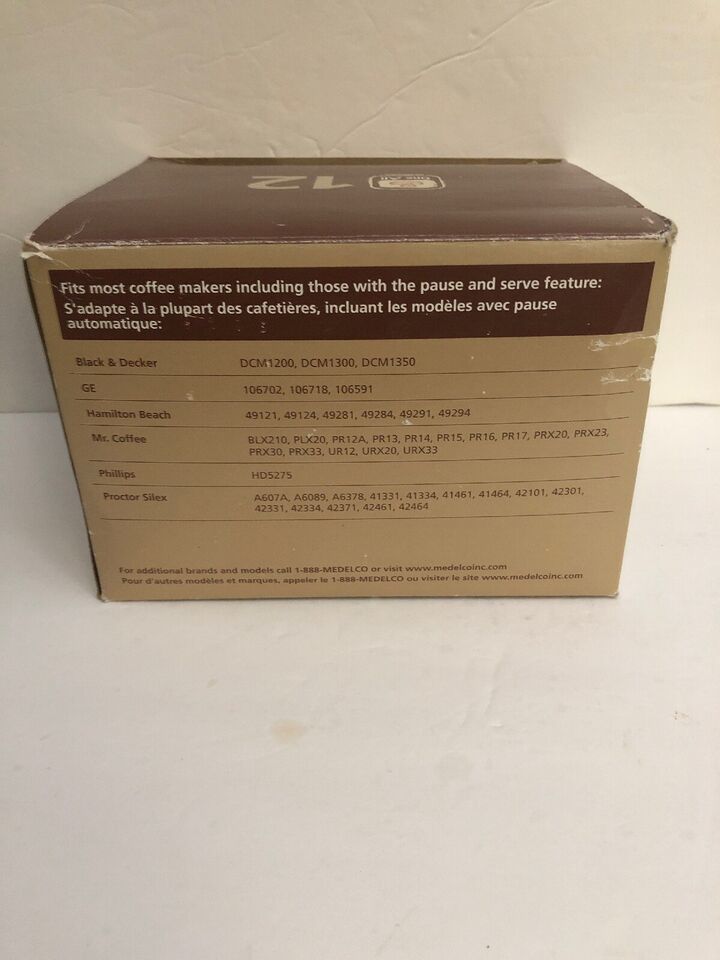 12
One All
Fits most coffee makers including those with the pause and serve feature:
S'adapte à la plupart des cafetières, incluant les modèles avec pause
automatique:
Black & Decker DCM1200, DCM1300, DCM1350
GE 106702, 106718, 106591
Hamilton Beach 49121, 49124, 49281, 49284, 49291, 49294
Mr. Coffee BLX210, PLX20, PR12A, PR13, PR14, PR15, PR16, PR17, PRX20, PRX23,
PRX30, PRX33, UR12, URX20, URX33
Phillips HD5275
Proctor Silex A607A, A6089, A6378, 41331, 41334, 41461, 41464, 42101, 42301,
42331, 42334, 42371, 42461, 42464
For additional brands and models call 1-888-MEDELCO or visit www.medelcoinc.com
Pour d'autres modèles et marques, appeler le 1-888-MEDELCO ou visiter le site www.medelcoinc.com